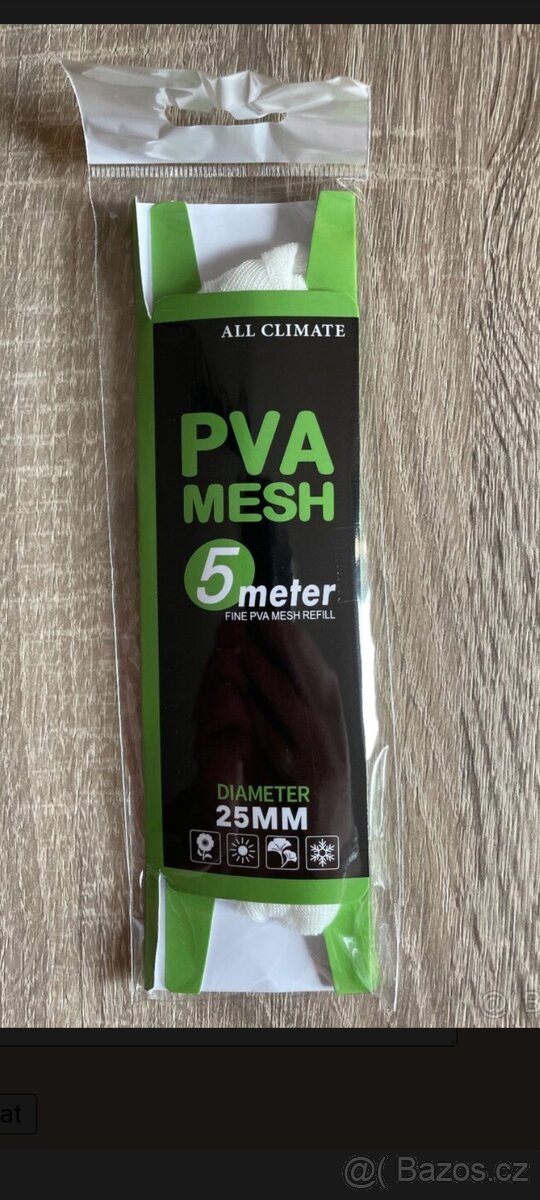 ALL CLIMATE
PVA
MESH
5 meter
FINE PVA MESH REFILL
DIAMETER
25MM
@ B
at
@( Bazos.cz